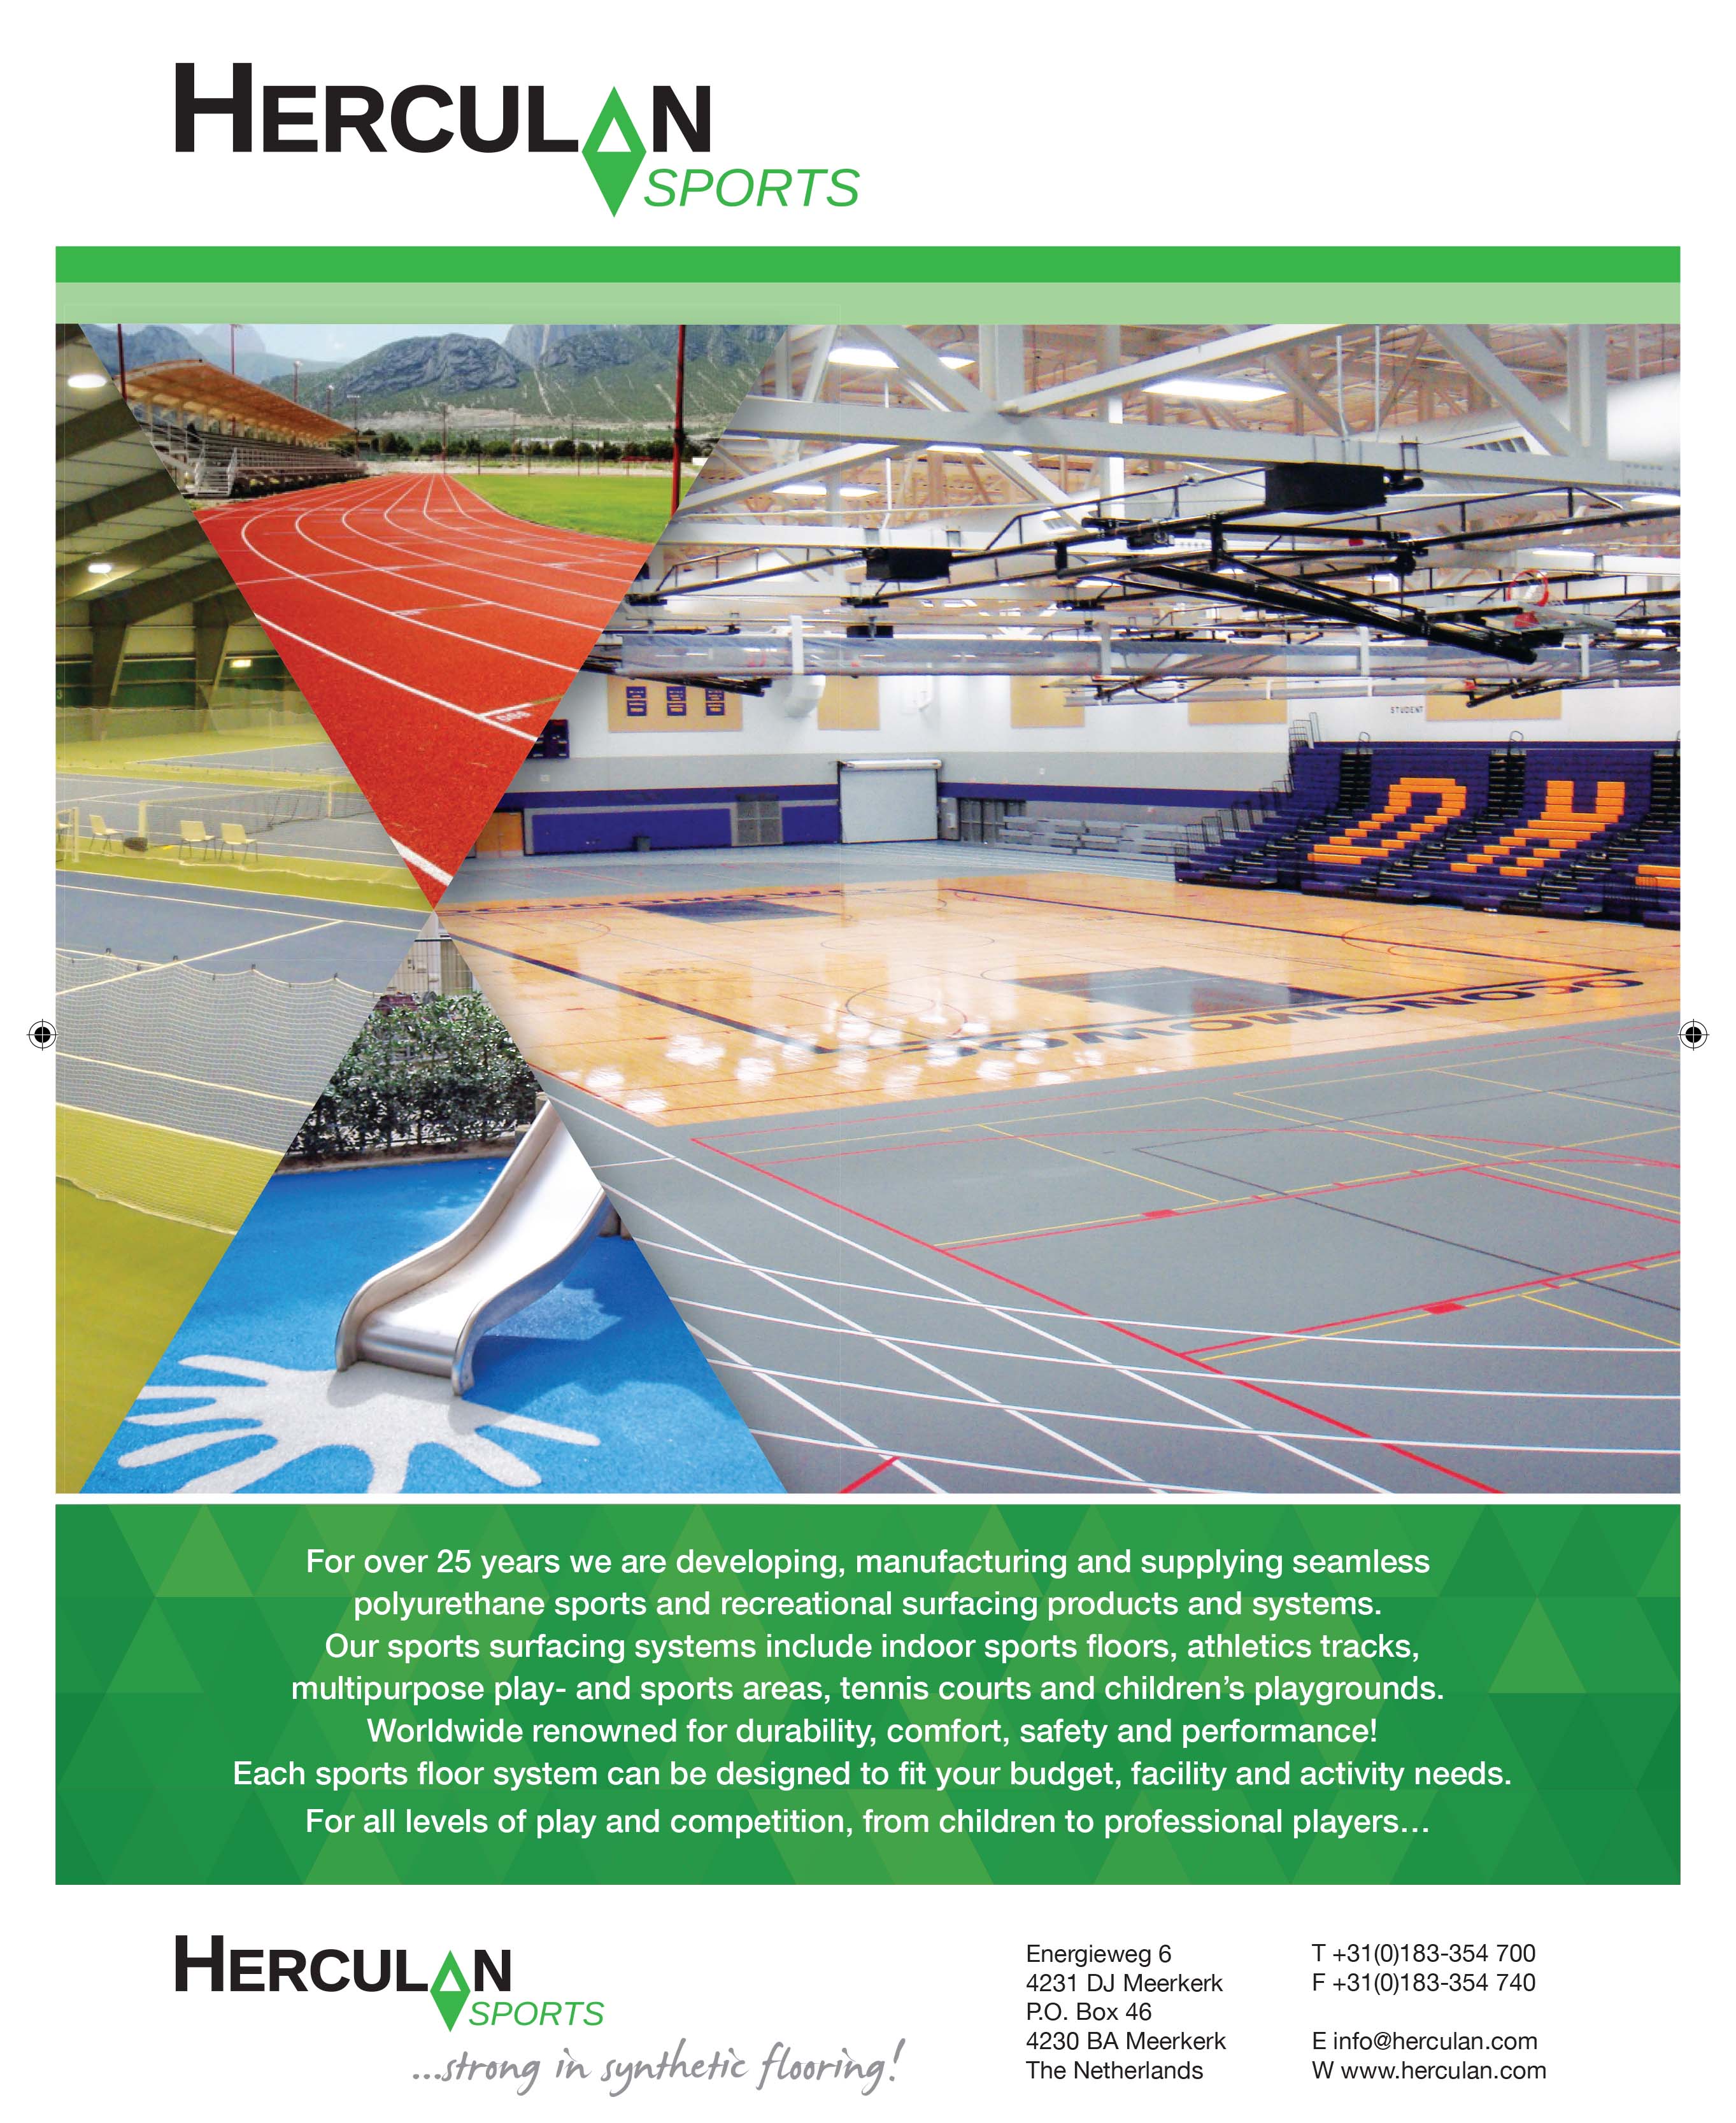 HERCULAN
SPORTS
STUDENT
OCONOMOWOC
For over 25 years we are developing, manufacturing and supplying seamless
polyurethane sports and recreational surfacing products and systems.
Our sports surfacing systems include indoor sports floors, athletics tracks,
multipurpose play- and sports areas, tennis courts and children’s playgrounds.
Worldwide renowned for durability, comfort, safety and performance!
Each sports floor system can be designed to fit your budget, facility and activity needs.
For all levels of play and competition, from children to professional players…
HERCULAN
SPORTS
...strong in synthetic flooring!
Energieweg 6
4231 DJ Meerkerk
P.O. Box 46
4230 BA Meerkerk
The Netherlands
T +31(0)183-354 700
F +31(0)183-354 740
E info@herculan.com
W www.herculan.com